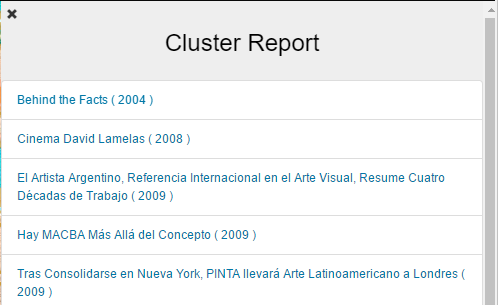 ✖
Cluster Report
Behind the Facts ( 2004 )
Cinema David Lamelas ( 2008 )
El Artista Argentino, Referencia Internacional en el Arte Visual, Resume Cuatro
Décadas de Trabajo ( 2009 )
Hay MACBA Más Allá del Concepto ( 2009 )
Tras Consolidarse en Nueva York, PINTA llevará Arte Latinoamericano a Londres (
2009 )